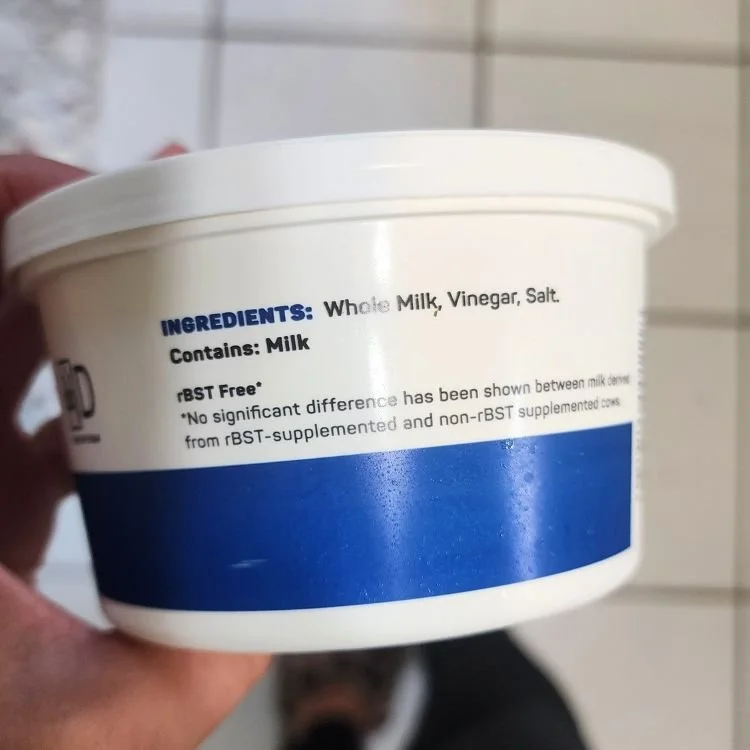 INGREDIENTS: Whole Milk, Vinegar, Salt.
Contains: Milk
rBST Free*
*No significant difference has been shown between milk derived
from rBST-supplemented and non-rBST supplemented cows.